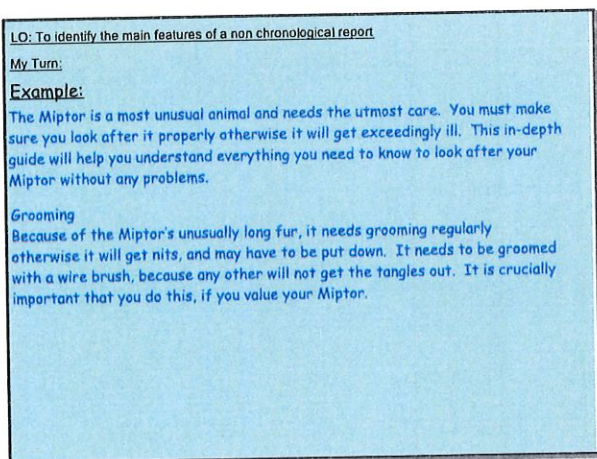 LO: To identify the main features of a non chronological report
My Turn:
Example:
The Miptor is a most unusual animal and needs the utmost care. You must make
sure you look after it properly otherwise it will get exceedingly ill. This in-depth
guide will help you understand everything you need to know to look after your
Miptor without any problems.
Grooming
Because of the Miptor's unusually long fur, it needs grooming regularly
otherwise it will get nits, and may have to be put down. It needs to be groomed
with a wire brush, because any other will not get the tangles out. It is crucially
important that you do this, if you value your Miptor.